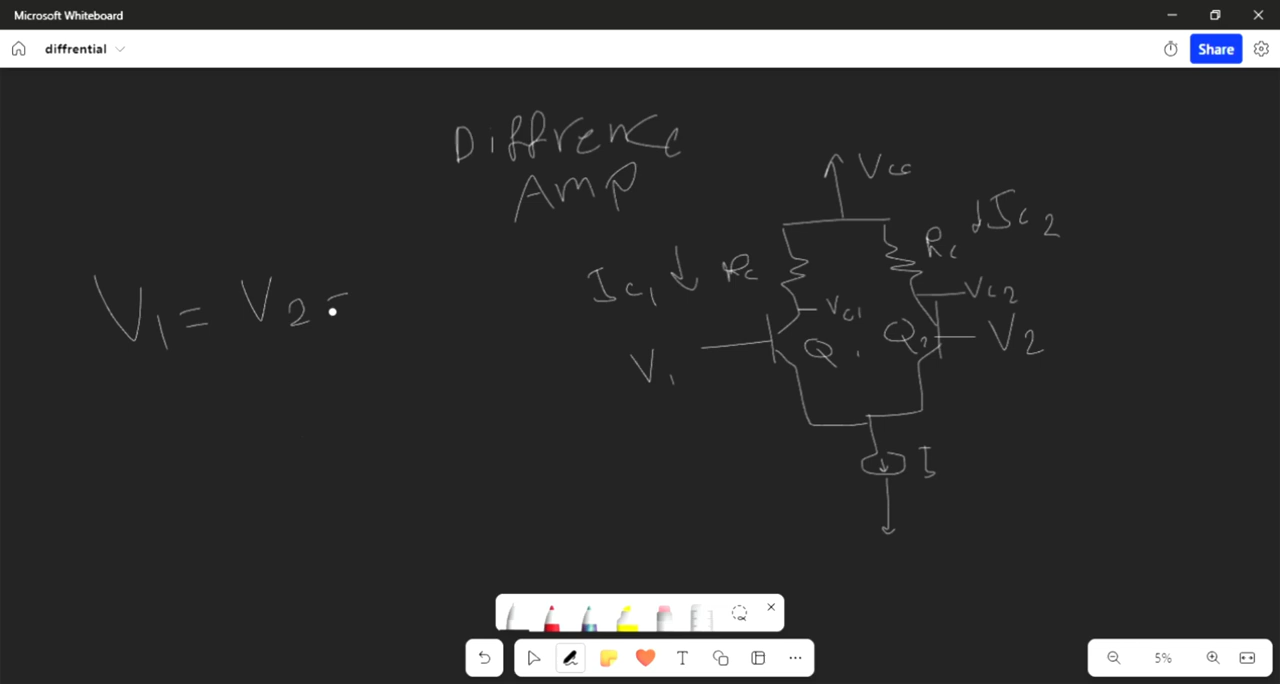 Microsoft Whiteboard
diffrential
Share
Diffrence
Amp
Vcc
Ic1
Rc
Rc
Ic2
V1 = V2 =
Vc1
Vc2
V1
Q1
Q2
V2
I
5%